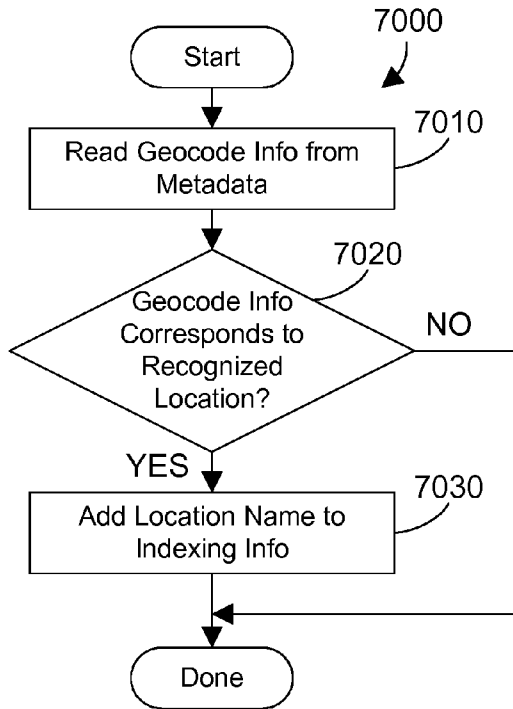 7000
Start
7010
Read Geocode Info from
Metadata
7020
Geocode Info
Corresponds to
Recognized
Location?
NO
YES
7030
Add Location Name to
Indexing Info
Done